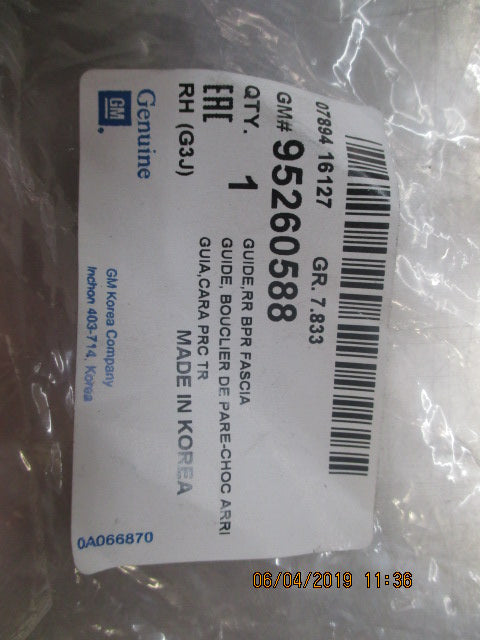 07894 16127 GR. 7.833
GM# 95260588
QTY. 1 GUIDE,RR BPR FASCIA
GUIDE, BOUCLIER DE PARE-CHOC ARRI
EAC GUIA,CARA PRC TR
RH (G3J) MADE IN KOREA
Genuine
GM
GM Korea Company
Inchon 403-714, Korea
0A066870
06/04/2019 11:36